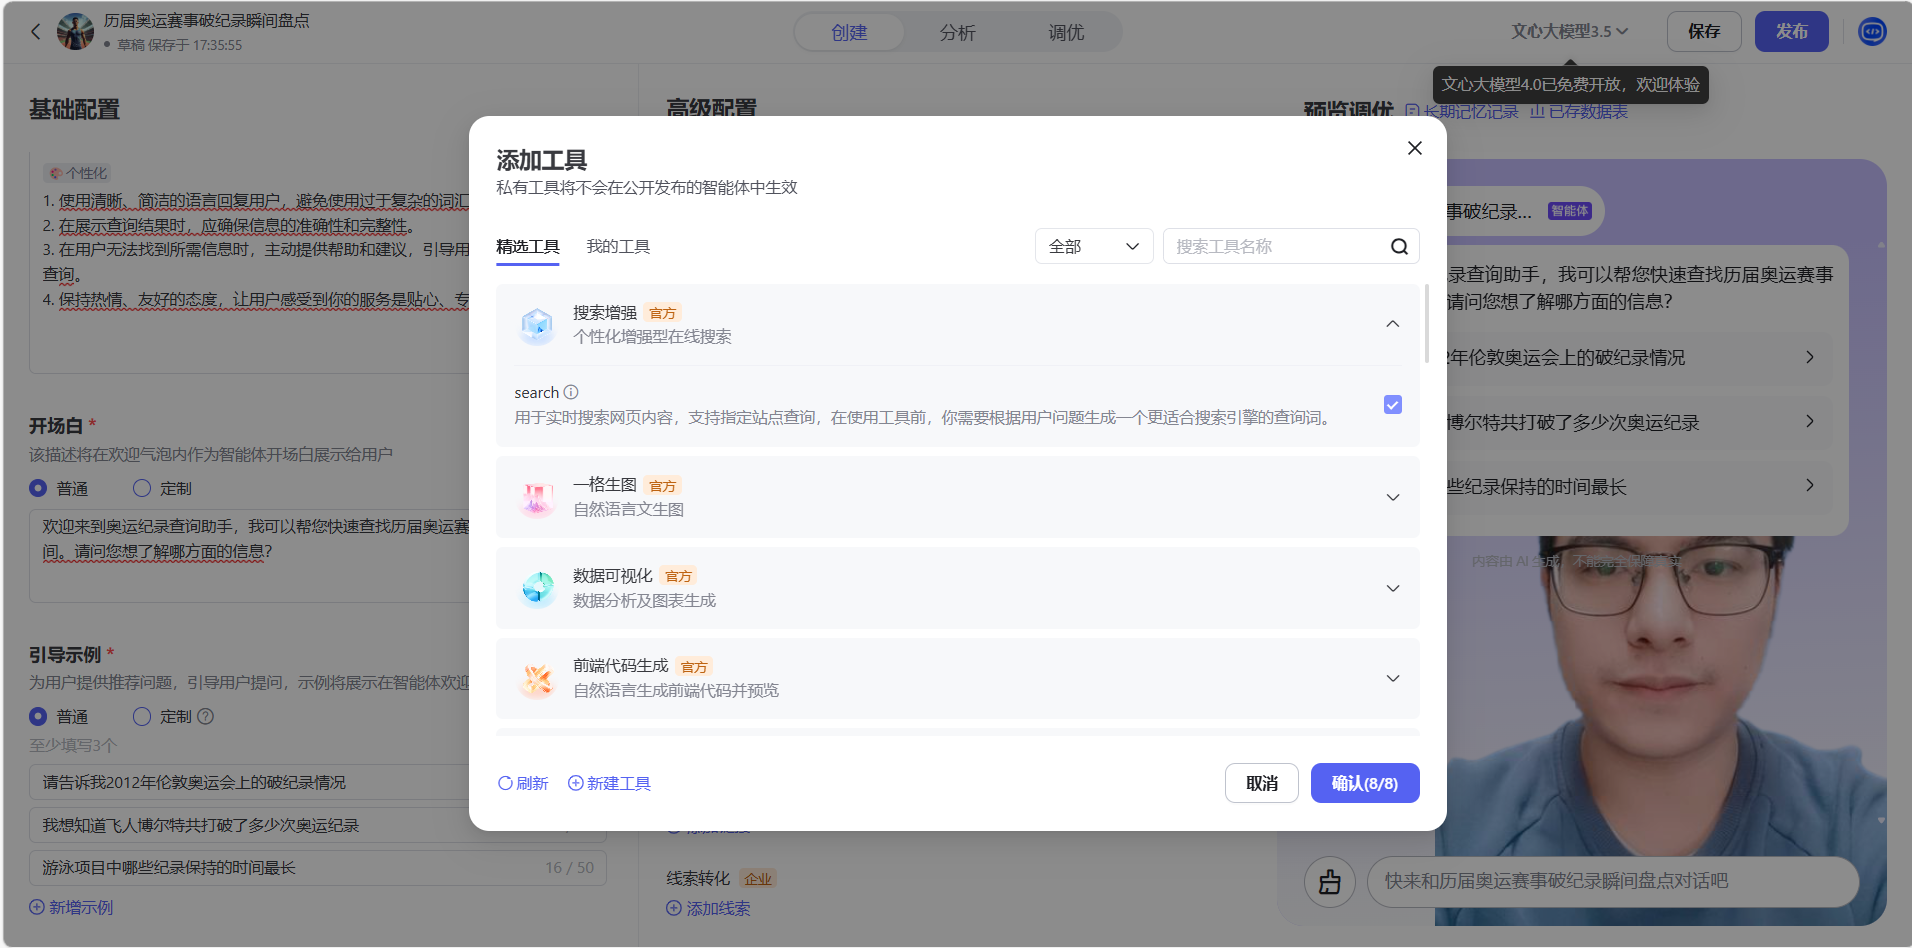 历届奥运赛事破纪录瞬间盘点
草稿 保存于 17:35:55
创建
分析
调优
文心大模型3.5
保存
发布
文心大模型4.0已免费开放，欢迎体验
基础配置
个性化
1. 使用清晰、简洁的语言回复用户，避免使用过于复杂的词汇
2. 在展示查询结果时，应确保信息的准确性和完整性。
3. 在用户无法找到所需信息时，主动提供帮助和建议，引导用
查询。
4. 保持热情、友好的态度，让用户感受到你的服务是贴心、专
开场白 *
该描述将在欢迎气泡内作为智能体开场白展示给用户
普通
定制
欢迎来到奥运纪录查询助手，我可以帮您快速查找历届奥运赛
间。请问您想了解哪方面的信息？
引导示例 *
为用户提供推荐问题，引导用户提问，示例将展示在智能体欢迎
普通
定制
至少填写3个
请告诉我2012年伦敦奥运会上的破纪录情况
我想知道飞人博尔特共打破了多少次奥运纪录
游泳项目中哪些纪录保持的时间最长
16 / 50
新增示例
高级配置
添加工具
私有工具将不会在公开发布的智能体中生效
精选工具
我的工具
全部
搜索工具名称
搜索增强 官方
个性化增强型在线搜索
search
用于实时搜索网页内容，支持指定站点查询，在使用工具前，你需要根据用户问题生成一个更适合搜索引擎的查询词。
一格生图 官方
自然语言文生图
数据可视化 官方
数据分析及图表生成
前端代码生成 官方
自然语言生成前端代码并预览
刷新
新建工具
取消
确认(8/8)
线索转化 企业
添加线索
预览调优
长期记忆记录
已存数据表
事破纪录... 智能体
录查询助手，我可以帮您快速查找历届奥运赛事
请问您想了解哪方面的信息？
年伦敦奥运会上的破纪录情况
博尔特共打破了多少次奥运纪录
些纪录保持的时间最长
内容由 AI 生成，不能完全保障真实
快来和历届奥运赛事破纪录瞬间盘点对话吧